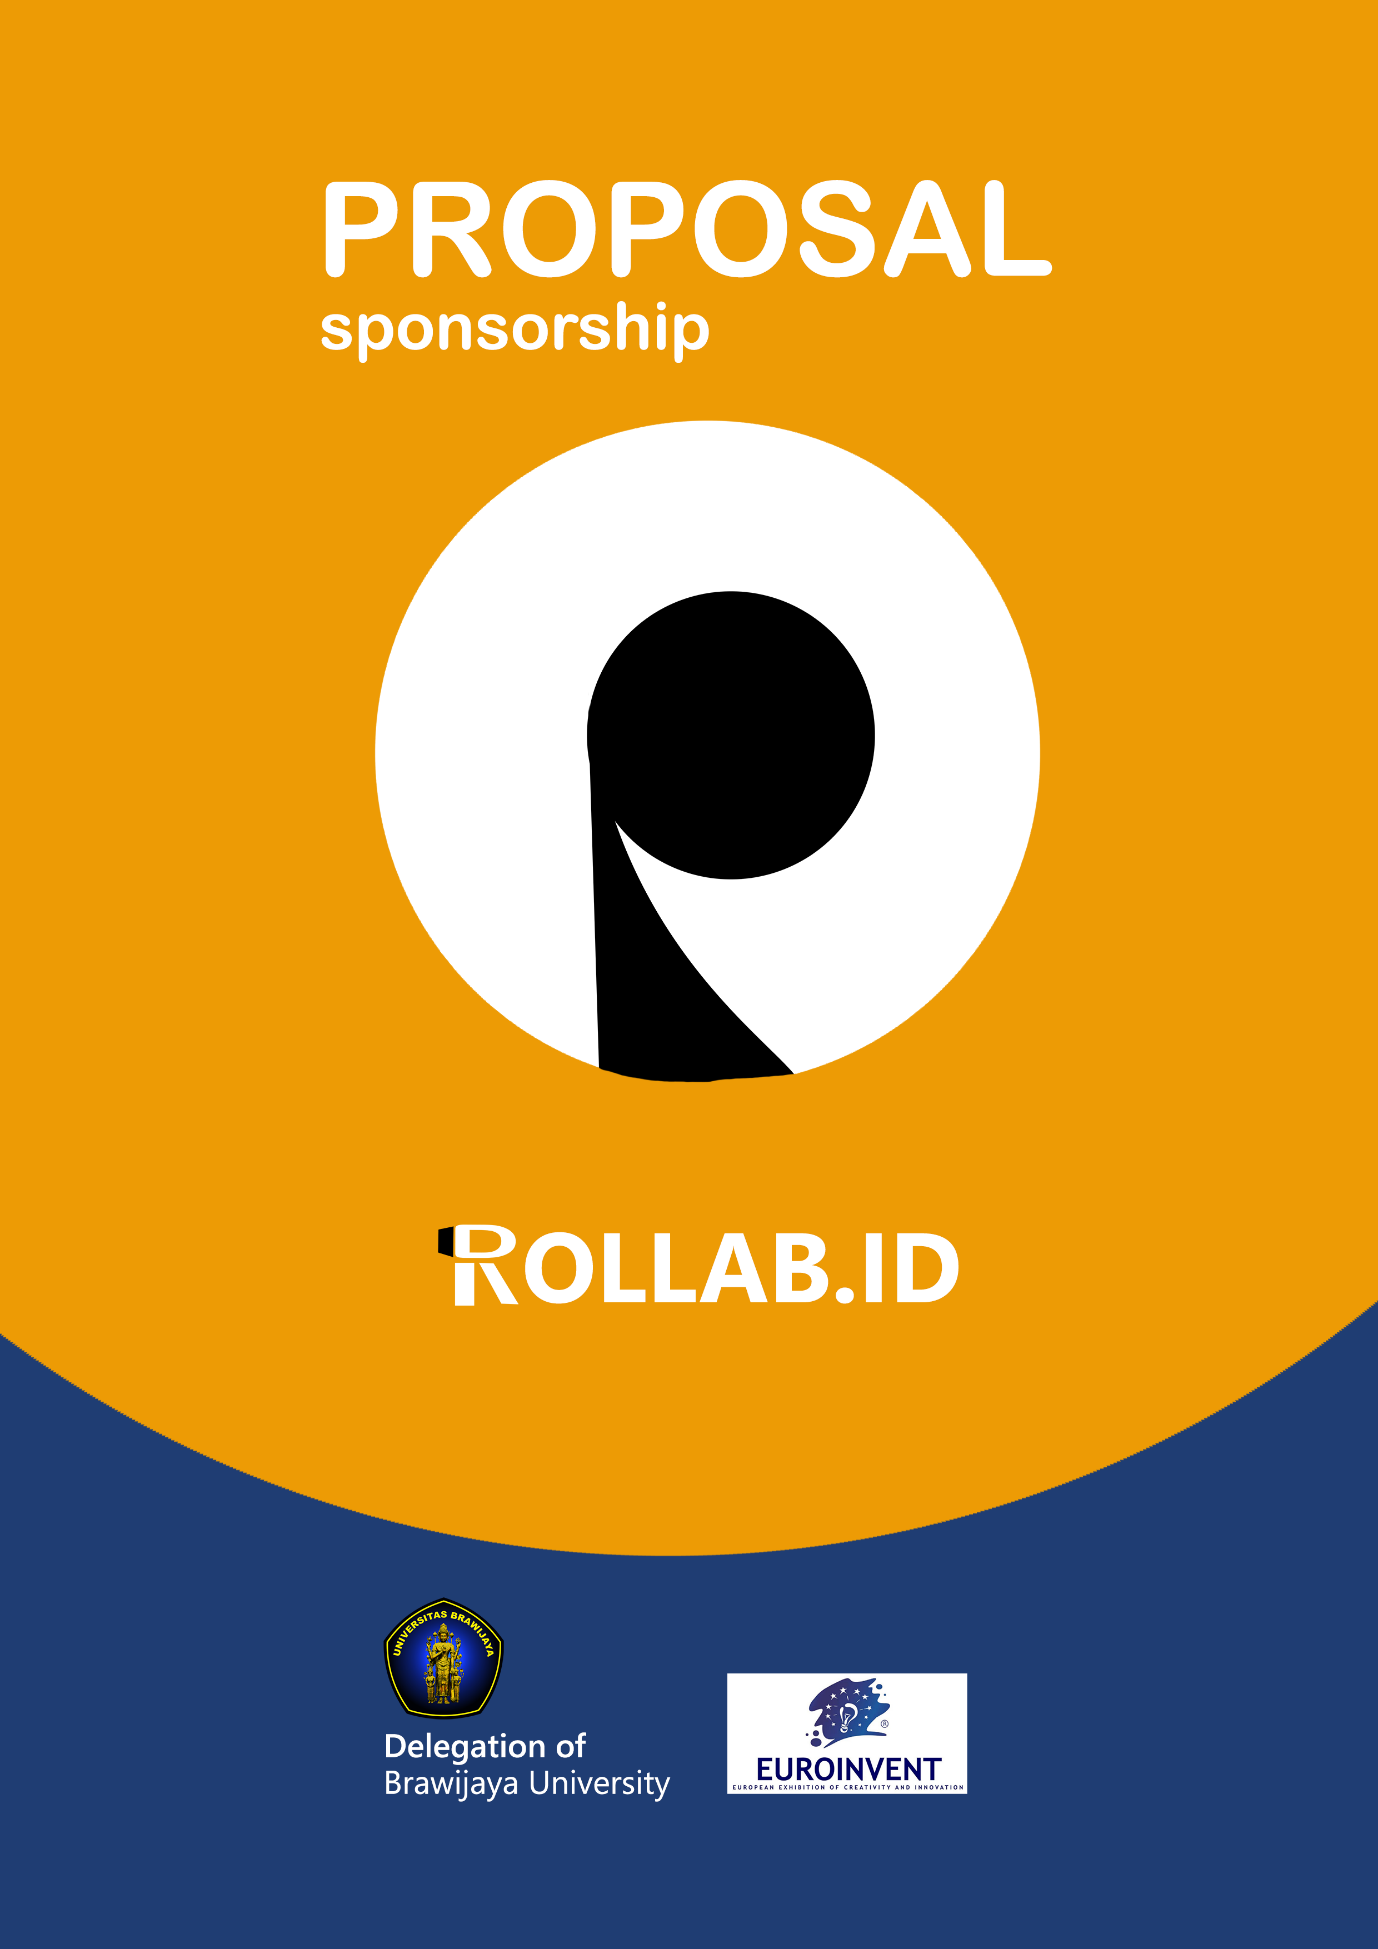 PROPOSAL
sponsorship
ROLLAB.ID
UNIVERSITAS BRAWIJAYA
Delegation of
Brawijaya University
®
EUROINVENT
EUROPEAN EXHIBITION OF CREATIVITY AND INNOVATION